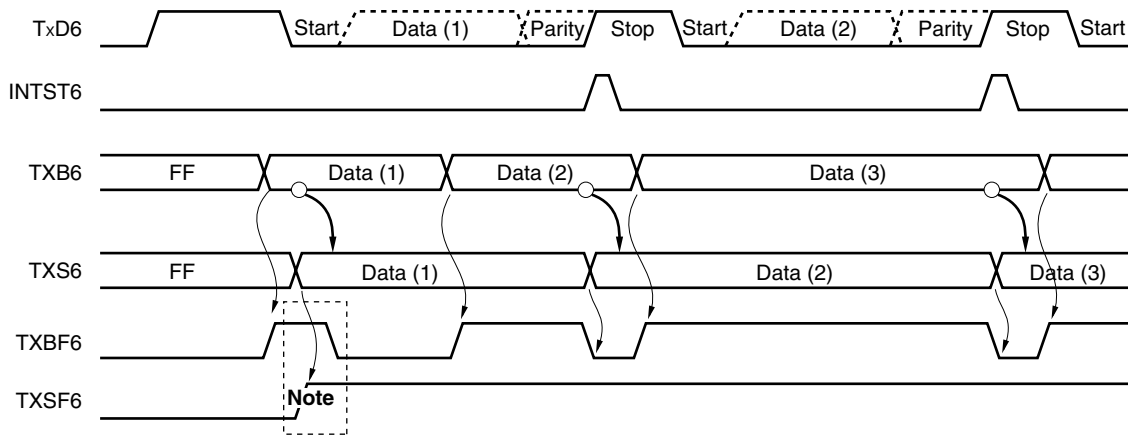 TxD6 Start Data (1) Parity Stop Start Data (2) Parity Stop Start
INTST6
TXB6 FF Data (1) Data (2) Data (3)
TXS6 FF Data (1) Data (2) Data (3)
TXBF6
TXSF6 Note